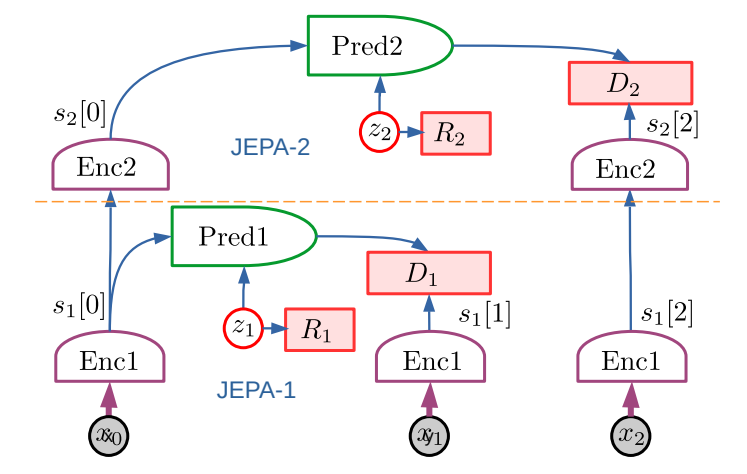 Pred2
D₂
s₂[0]
z₂
R₂
s₂[2]
JEPA-2
Enc2
Enc2
Pred1
D₁
s₁[0]
z₁
R₁
s₁[1]
s₁[2]
Enc1
Enc1
Enc1
JEPA-1
x₀
x₁
x₂